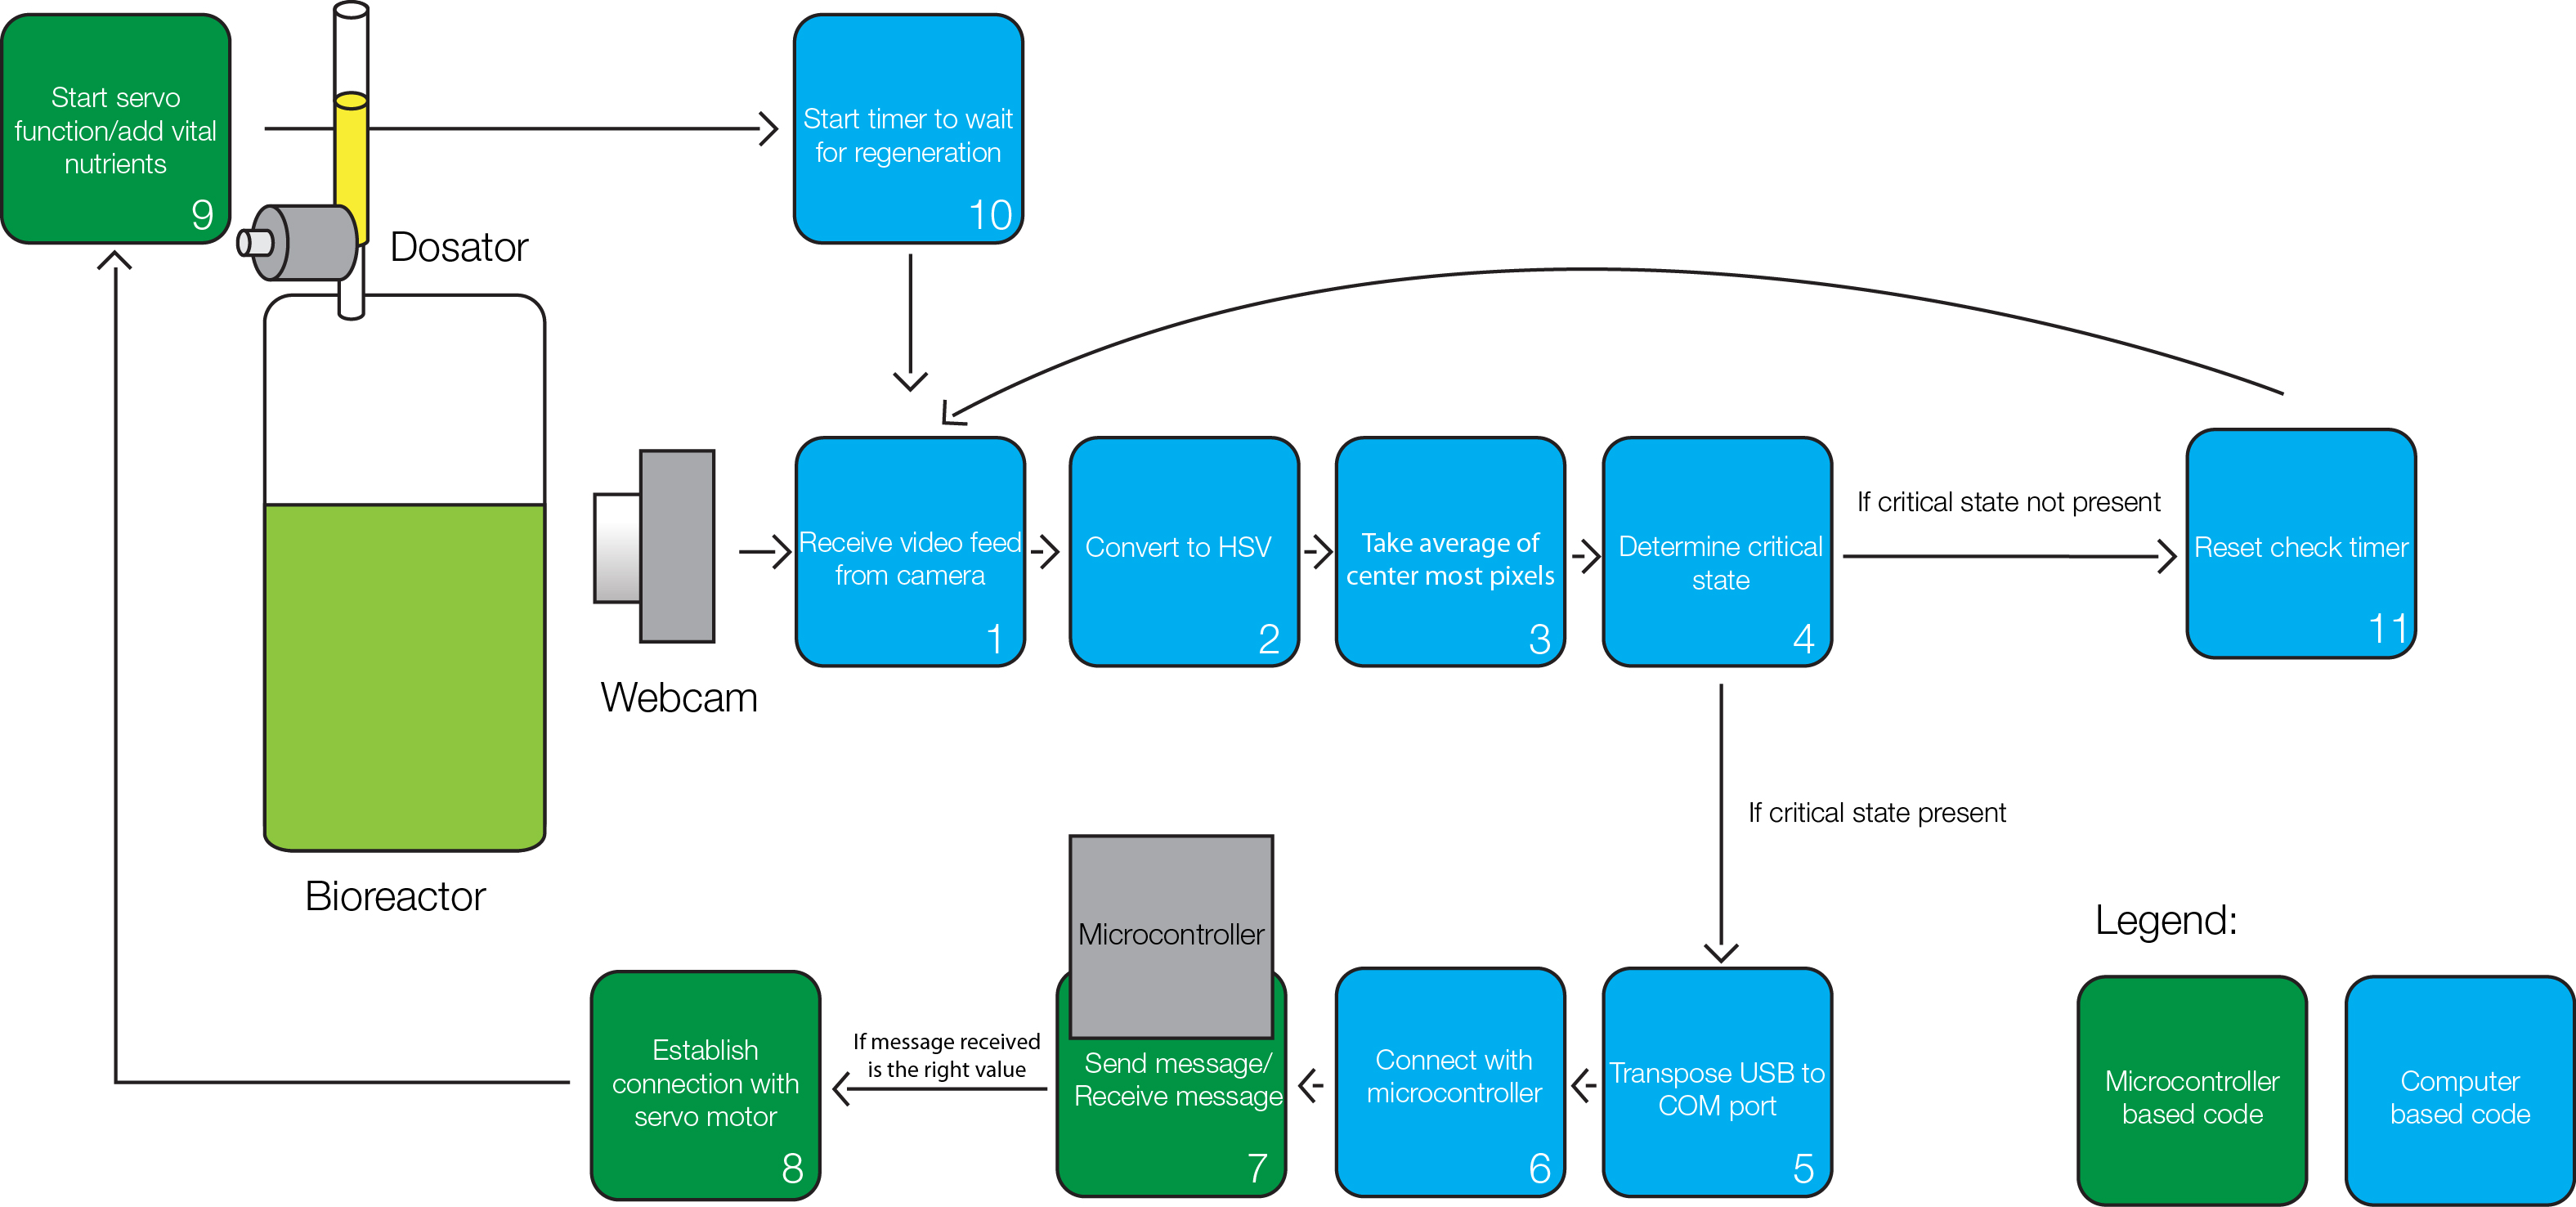 Start servo
function/add vital
nutrients
9
Start timer to wait
for regeneration
10
Dosator
Receive video feed
from camera
1
Convert to HSV
2
Take average of
center most pixels
3
Determine critical
state
4
If critical state not present
Reset check timer
11
Webcam
If critical state present
Bioreactor
Microcontroller
Establish
connection with
servo motor
8
If message received
is the right value
Send message/
Receive message
7
Connect with
microcontroller
6
Transpose USB to
COM port
5
Legend:
Microcontroller
based code
Computer
based code